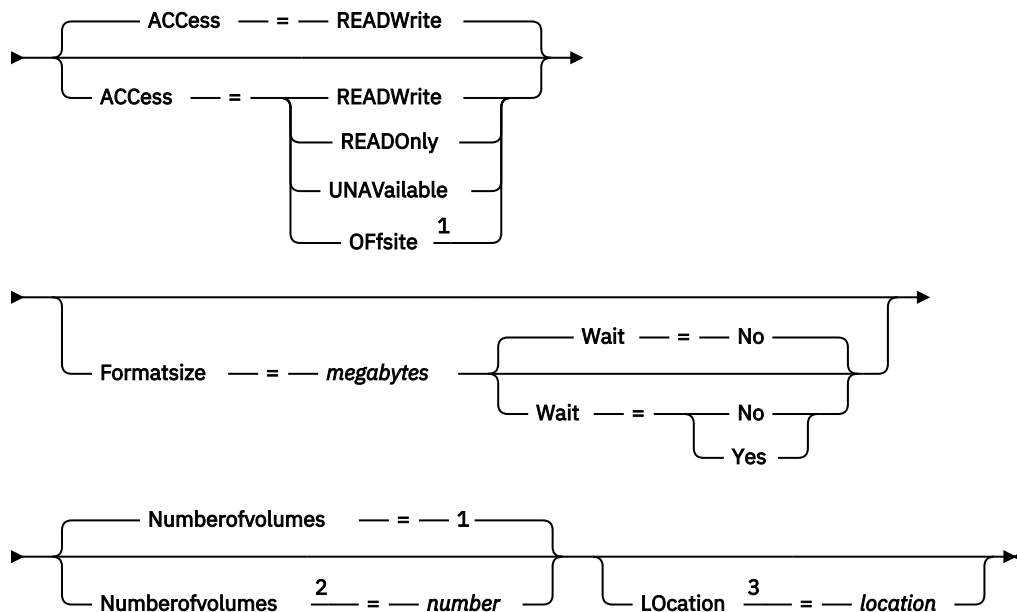 ACCess = READWrite
ACCess = READWrite
READOnly
UNAVailable
OFfsite 1
Wait = No
Formatsize = megabytes
Wait = No
Yes
Numberofvolumes = 1
Numberofvolumes 2 = number LOcation 3 = location